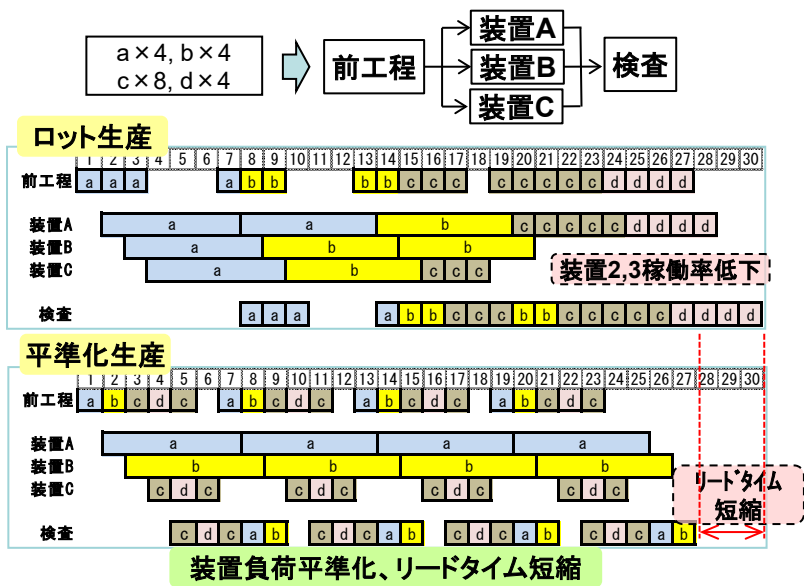 a×4, b×4
c×8, d×4
前工程
装置A
装置B
装置C
検査
ロット生産
1 2 3 4 5 6 7 8 9 10 11 12 13 14 15 16 17 18 19 20 21 22 23 24 25 26 27 28 29 30
前工程 a a a a b b b b c c c c c c c c d d d d
装置A a a b c c c c c d d d d
装置B a b b
装置C a b c c c
装置2,3稼働率低下
検査 a a a a b b c c c b b c c c c c d d d d
平準化生産
1 2 3 4 5 6 7 8 9 10 11 12 13 14 15 16 17 18 19 20 21 22 23 24 25 26 27 28 29 30
前工程 a b c d c a b c d c a b c d c a b c d c
装置A a a a a
装置B b b b b
装置C c d c c d c c d c c d c
リードタイム
短縮
検査 c d c a b c d c a b c d c a b c d c a b
装置負荷平準化、リードタイム短縮